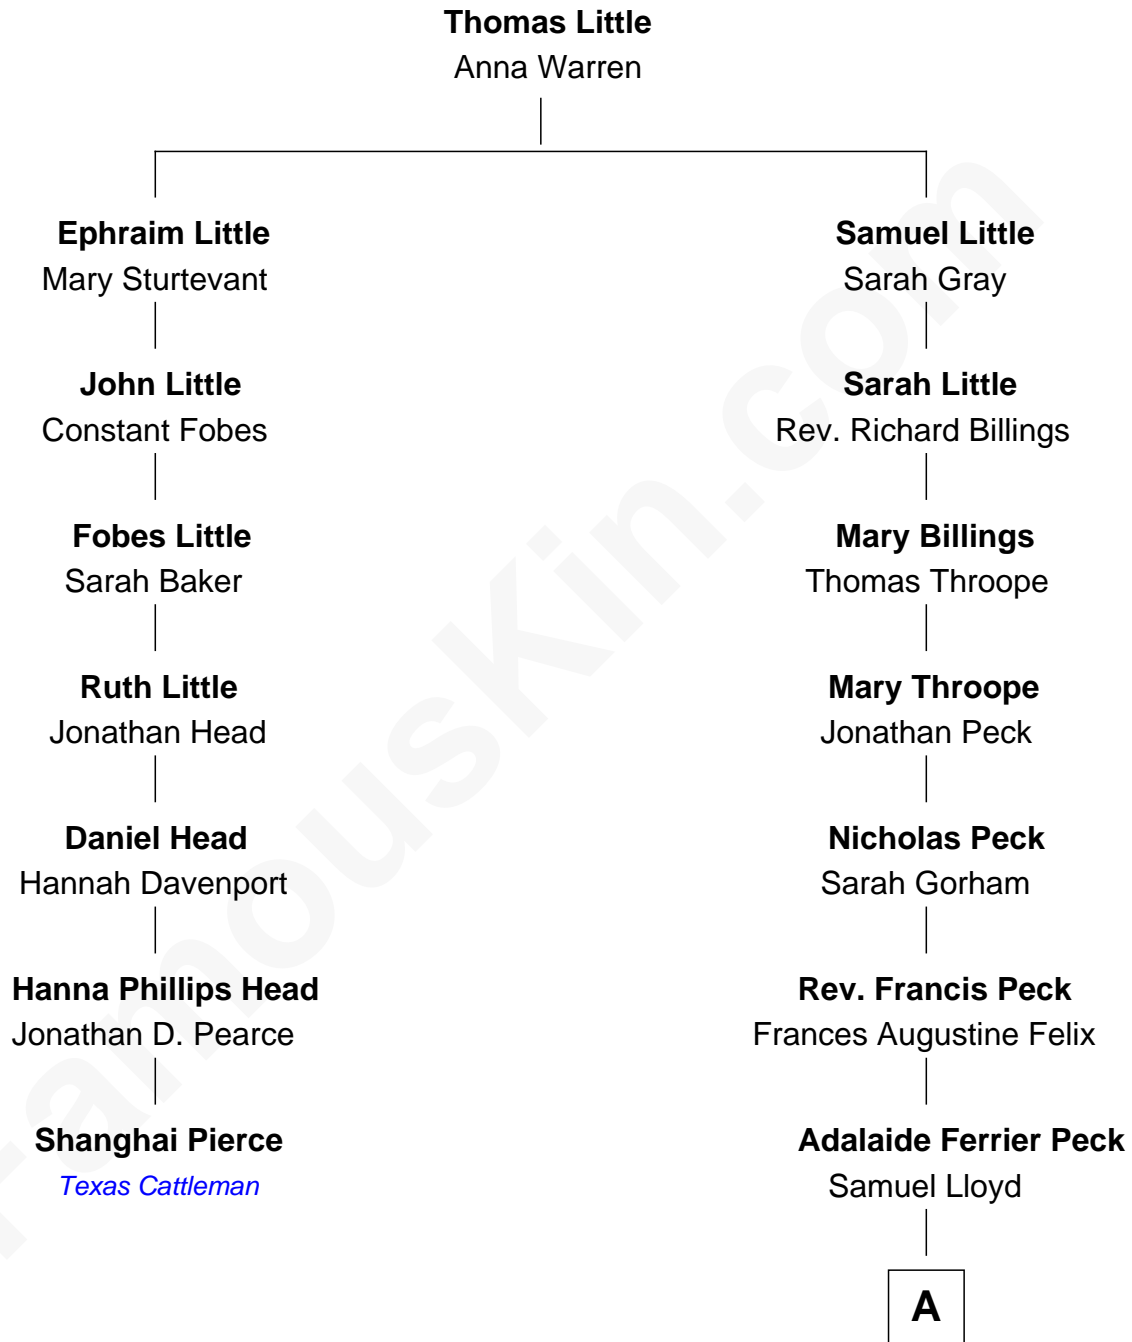 Thomas Little
Anna Warren
Ephraim Little
Mary Sturtevant
Samuel Little
Sarah Gray
John Little
Constant Fobes
Sarah Little
Rev. Richard Billings
Fobes Little
Sarah Baker
Mary Billings
Thomas Throope
Ruth Little
Jonathan Head
Mary Throope
Jonathan Peck
Daniel Head
Hannah Davenport
Nicholas Peck
Sarah Gorham
Hanna Phillips Head
Jonathan D. Pearce
Rev. Francis Peck
Frances Augustine Felix
Shanghai Pierce
Texas Cattleman
Adalaide Ferrier Peck
Samuel Lloyd
A
FamousKin.com